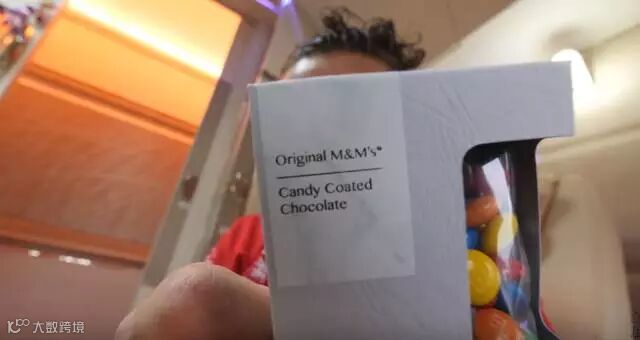 Original M&M's®
Candy Coated
Chocolate
大数跨境